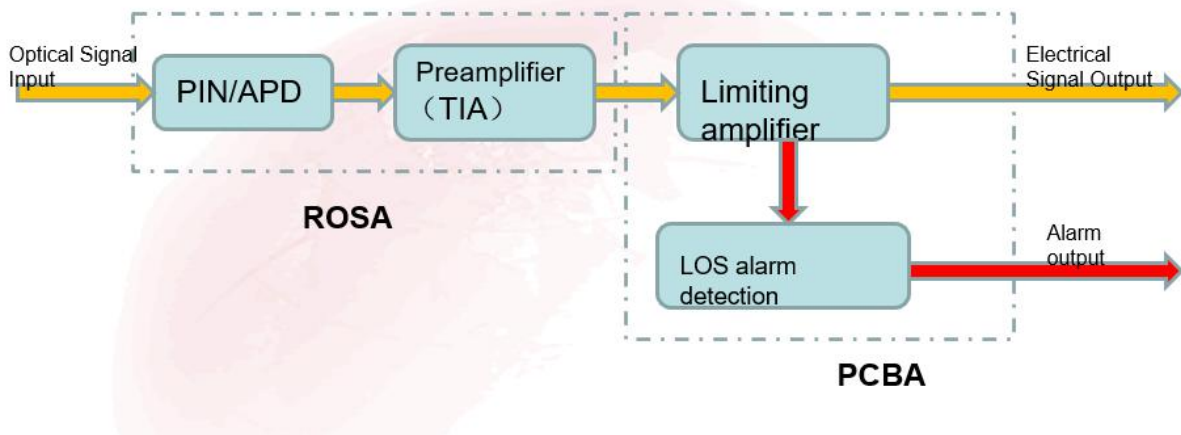 Optical Signal
Input
PIN/APD
Preamplifier
（TIA）
Limiting
amplifier
Electrical
Signal Output
ROSA
LOS alarm
detection
Alarm
output
PCBA